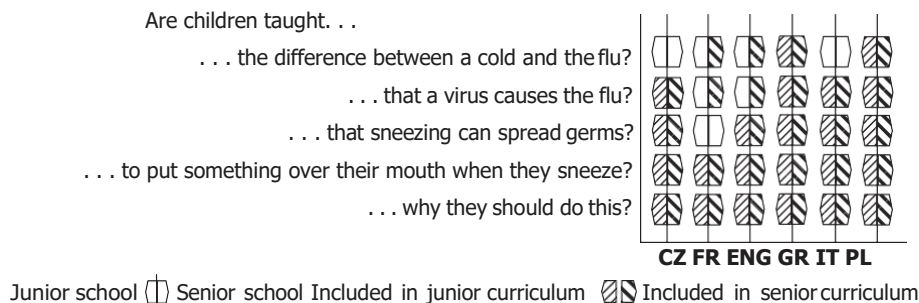 Are children taught. . .
. . . the difference between a cold and the flu?
. . . that a virus causes the flu?
. . . that sneezing can spread germs?
. . . to put something over their mouth when they sneeze?
. . . why they should do this?
CZ FR ENG GR IT PL
Junior school Senior school Included in junior curriculum Included in senior curriculum